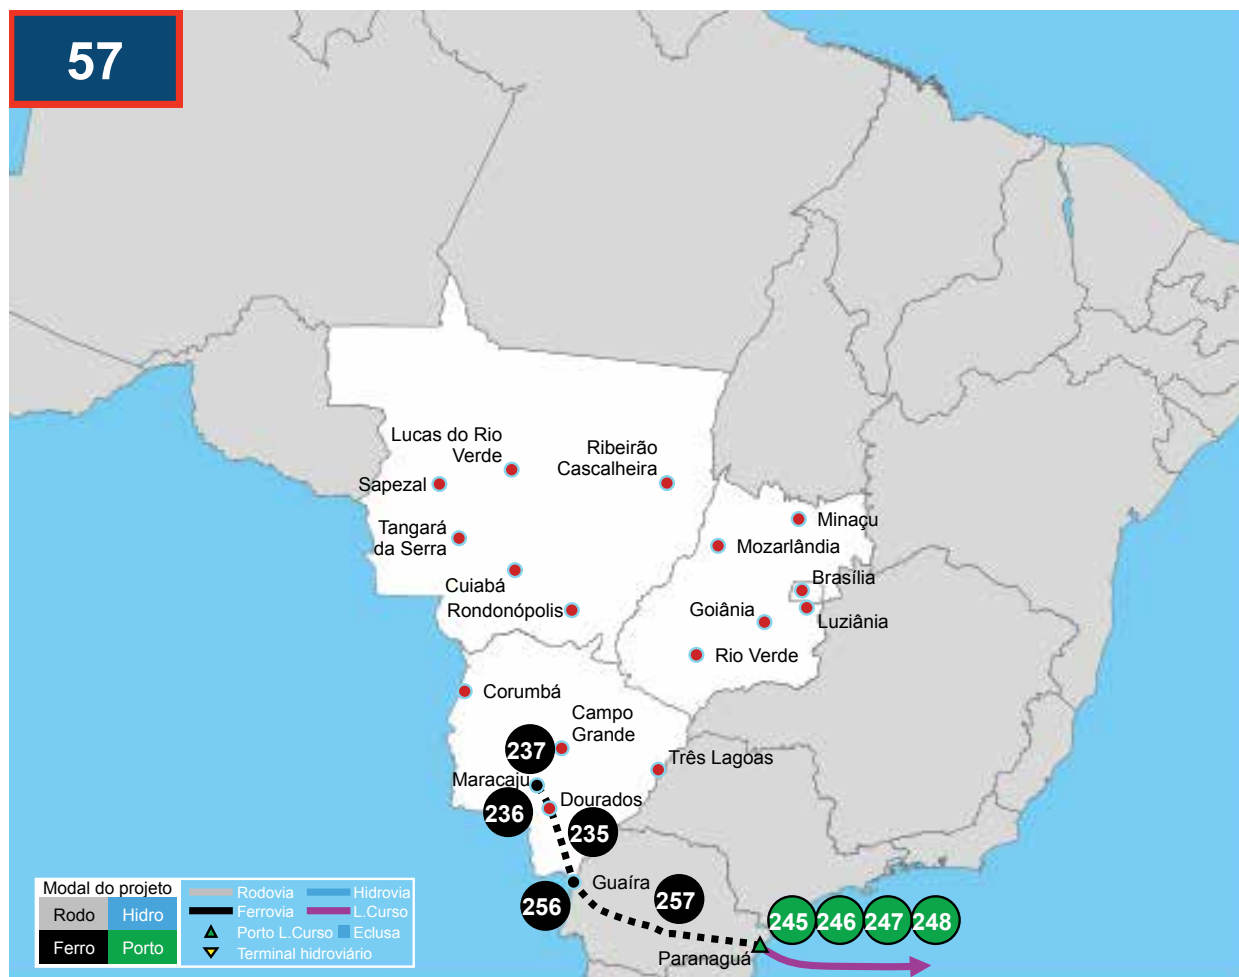 57
Lucas do Rio
Verde
Ribeirão
Cascalheira
Sapezal
Tangará
da Serra
Minaçu
Mozarlândia
Cuiabá
Brasília
Rondonópolis
Goiânia
Luziânia
Rio Verde
Corumbá
Campo
Grande
237
Três Lagoas
Maracaju
Dourados
236
235
Guaíra
256
257
245 246 247 248
Paranaguá
Modal do projeto
Rodo Hidro
Ferro Porto
Rodovia Hidrovia
Ferrovia L.Curso
Porto L.Curso Eclusa
Terminal hidroviário